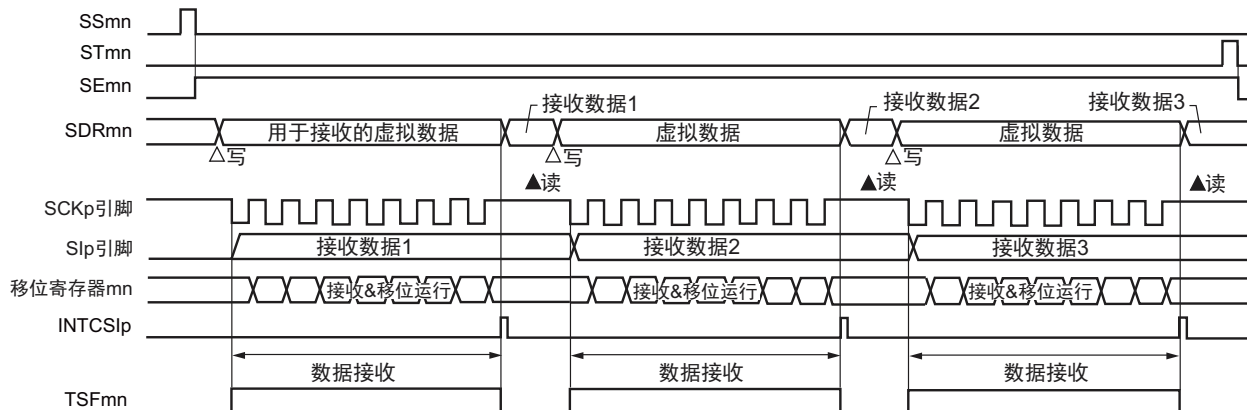 SSmn
STmn
SEmn
接收数据1 接收数据2 接收数据3
SDRmn 用于接收的虚拟数据 虚拟数据 虚拟数据
△写 △写 △写
▲读 ▲读 ▲读
SCKp引脚
SIp引脚 接收数据1 接收数据2 接收数据3
移位寄存器mn 接收&移位运行 接收&移位运行 接收&移位运行
INTCSIp
数据接收 数据接收 数据接收
TSFmn